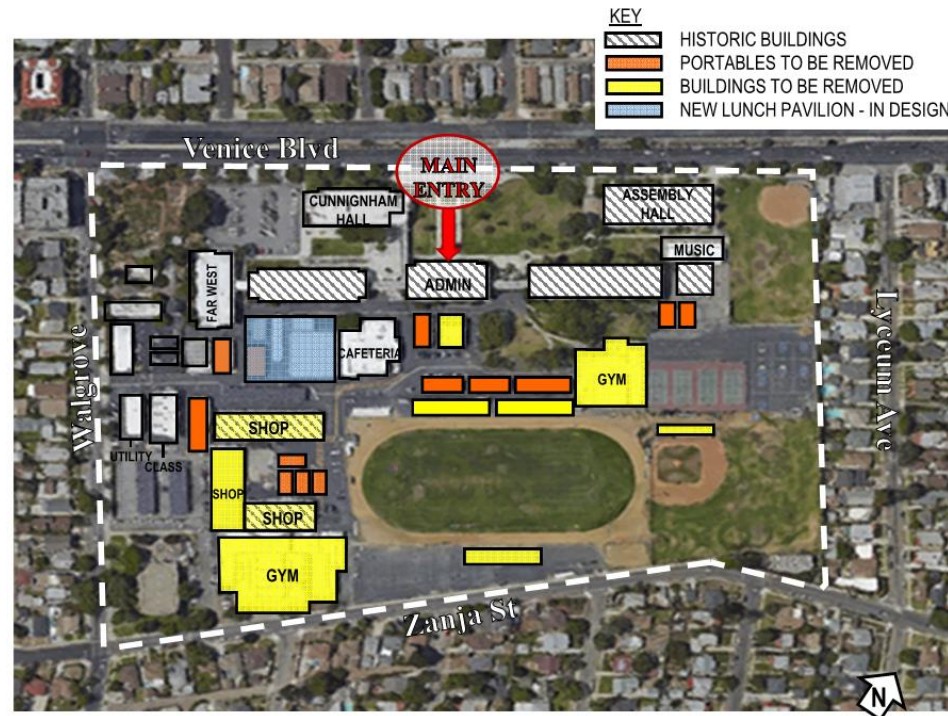 KEY
HISTORIC BUILDINGS
PORTABLES TO BE REMOVED
BUILDINGS TO BE REMOVED
NEW LUNCH PAVILION - IN DESIGN
Venice Blvd
MAIN
ENTRY
CUNNIGNHAM
HALL
ASSEMBLY
HALL
MUSIC
FAR WEST
ADMIN
CAFETERIA
GYM
Walgrove
Lyceum Ave
SHOP
UTILITY
CLASS
SHOP
SHOP
GYM
Zanja St
N